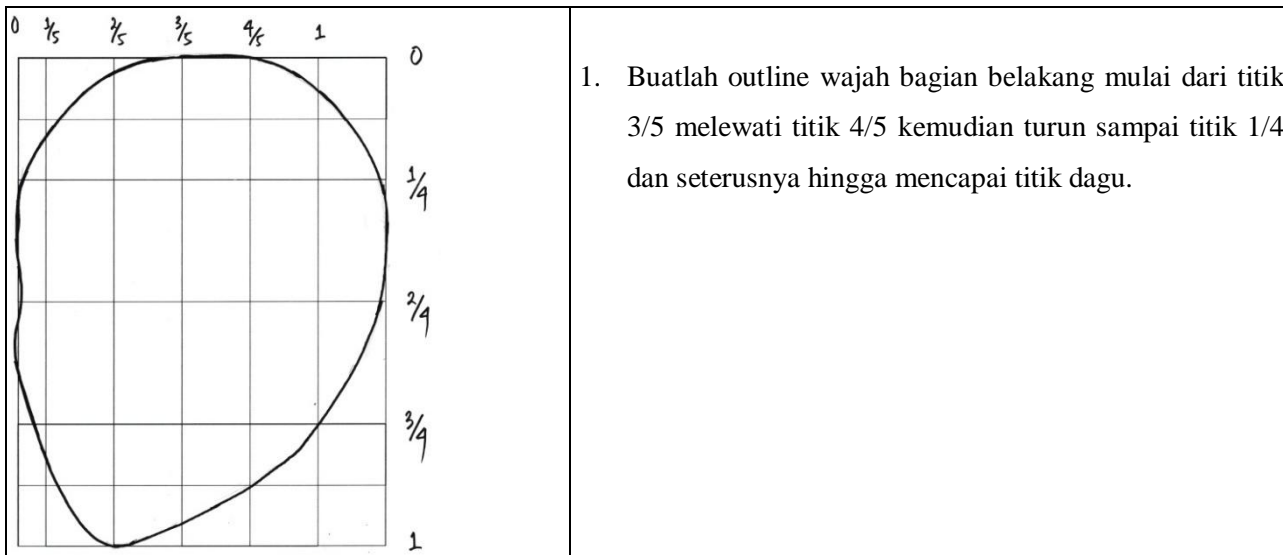 0 1/5 2/5 3/5 4/5 1
0
1/4
2/4
3/4
1
1. Buatlah outline wajah bagian belakang mulai dari titik
3/5 melewati titik 4/5 kemudian turun sampai titik 1/4
dan seterusnya hingga mencapai titik dagu.